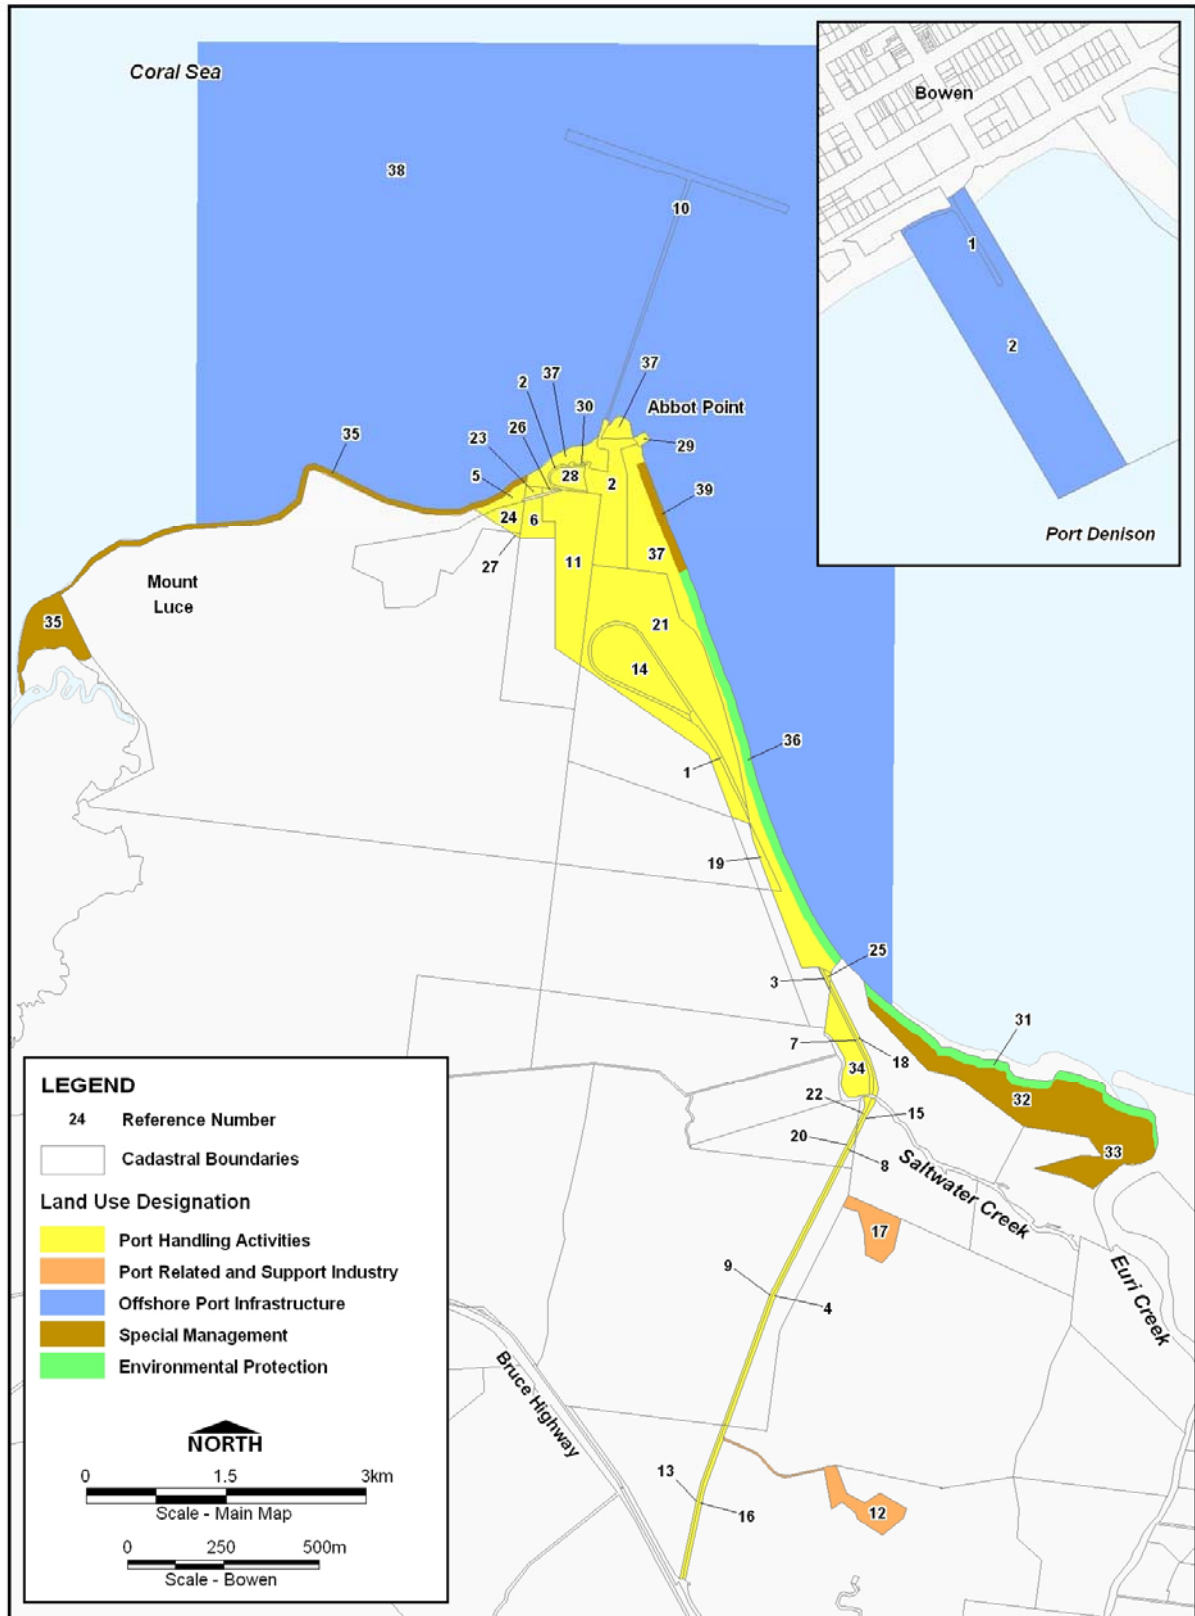 Coral Sea
38
10
Bowen
1
2
Port Denison
37
37
2
30
Abbot Point
26
23
29
35
5
28
2
39
24
6
27
11
37
Mount
Luce
35
21
14
36
1
19
25
3
31
7
18
34
32
22
15
33
20
8
Saltwater Creek
17
9
4
Euri Creek
Bruce Highway
13
16
12
LEGEND
24 Reference Number
Cadastral Boundaries
Land Use Designation
Port Handling Activities
Port Related and Support Industry
Offshore Port Infrastructure
Special Management
Environmental Protection
NORTH
0 1.5 3km
Scale - Main Map
0 250 500m
Scale - Bowen